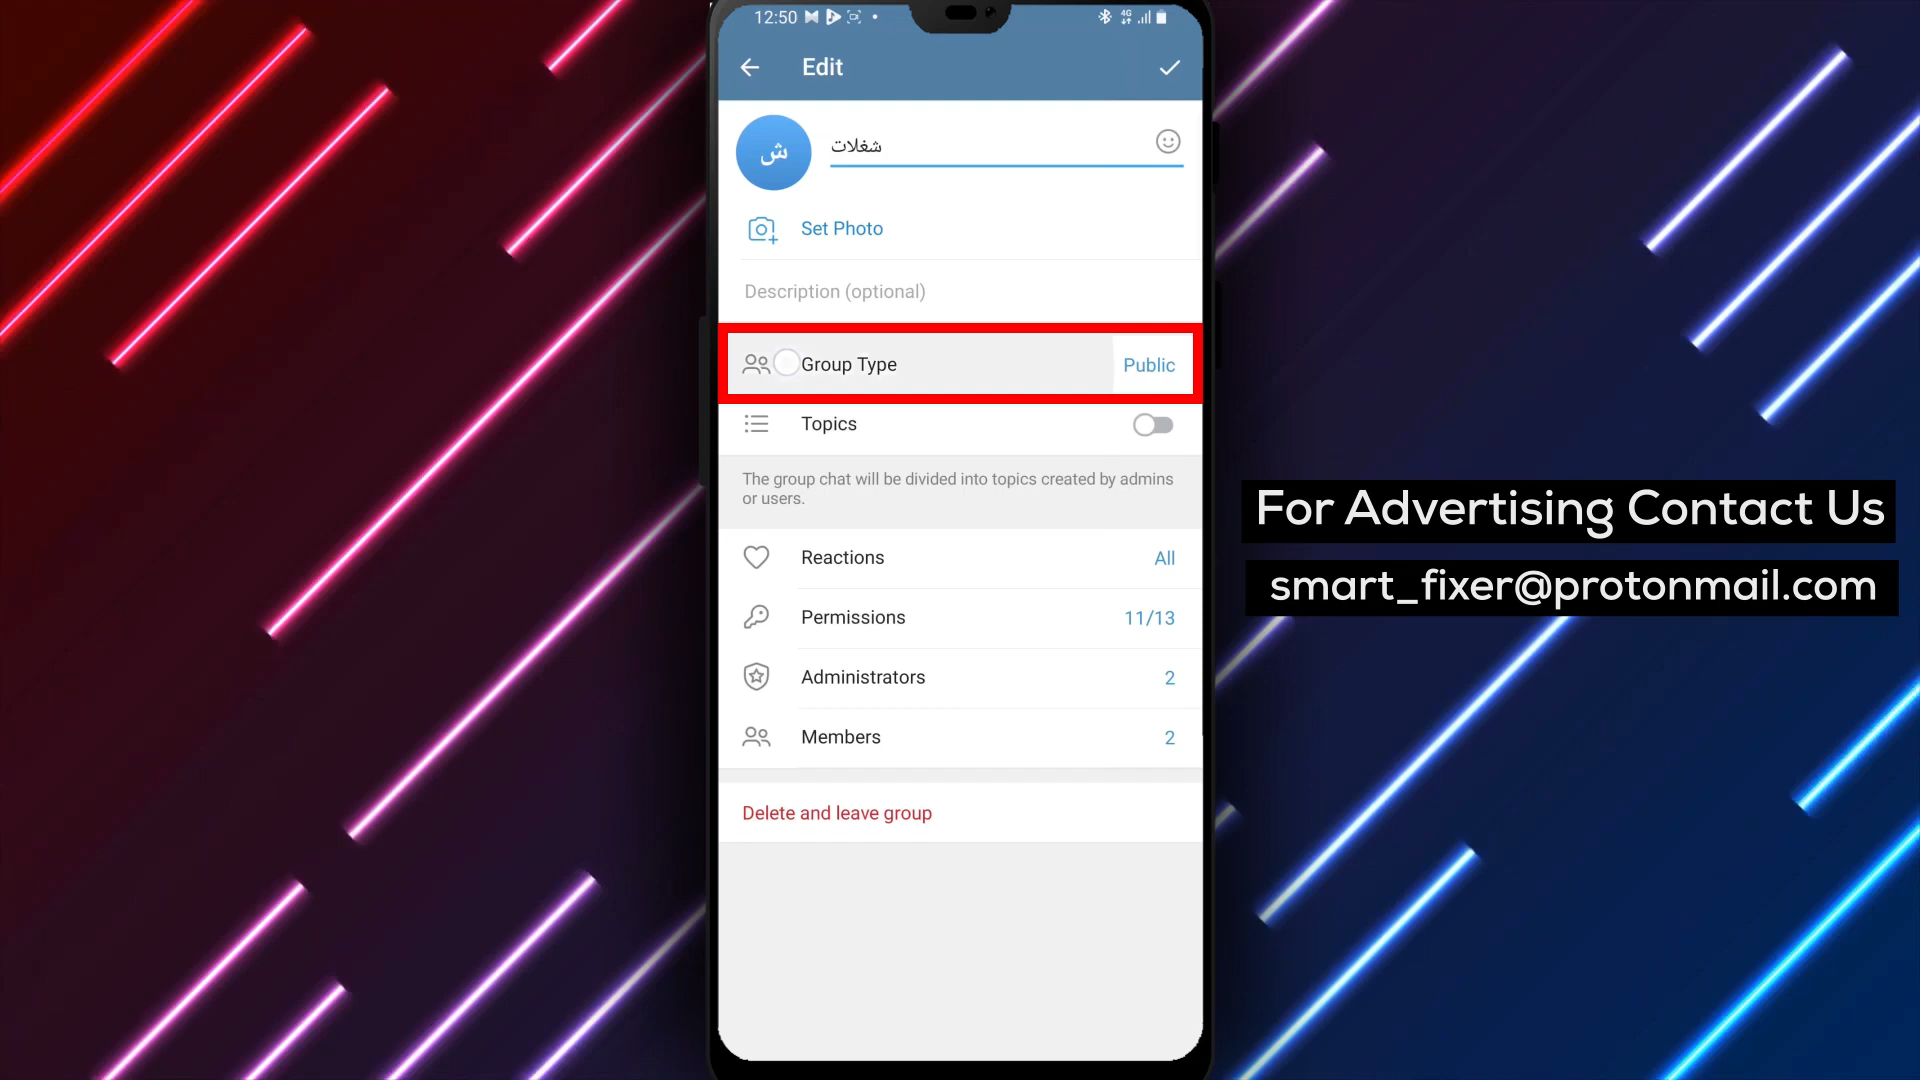 12:50
4G
Edit
ش
شغلات
Set Photo
Description (optional)
Group Type Public
Topics
The group chat will be divided into topics created by admins
or users.
Reactions All
Permissions 11/13
Administrators 2
Members 2
Delete and leave group
For Advertising Contact Us
smart_fixer@protonmail.com